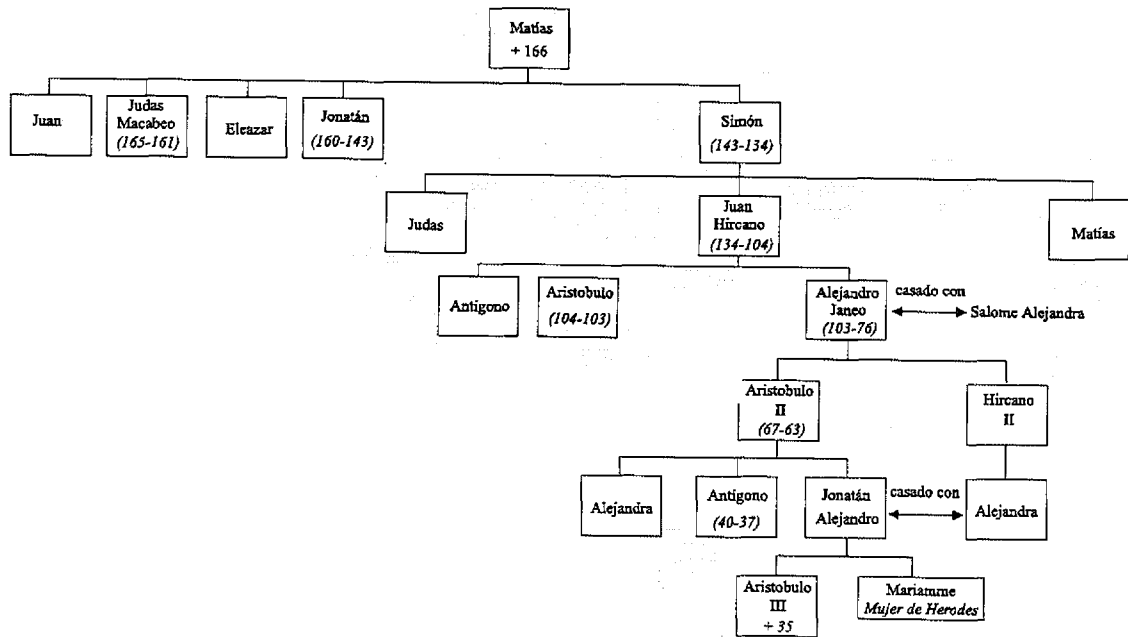 Matías
+ 166
Juan
Judas
Macabeo
(165-161)
Eleazar
Jonatán
(160-143)
Simón
(143-134)
Judas
Juan
Hircano
(134-104)
Matías
Antígono
Aristobulo
(104-103)
Alejandro
Janeo
(103-76)
casado con
Salome Alejandra
Aristobulo
II
(67-63)
Hircano
II
Alejandra
Antígono
(40-37)
Jonatán
Alejandro
casado con
Alejandra
Aristobulo
III
+ 35
Mariamme
Mujer de Herodes